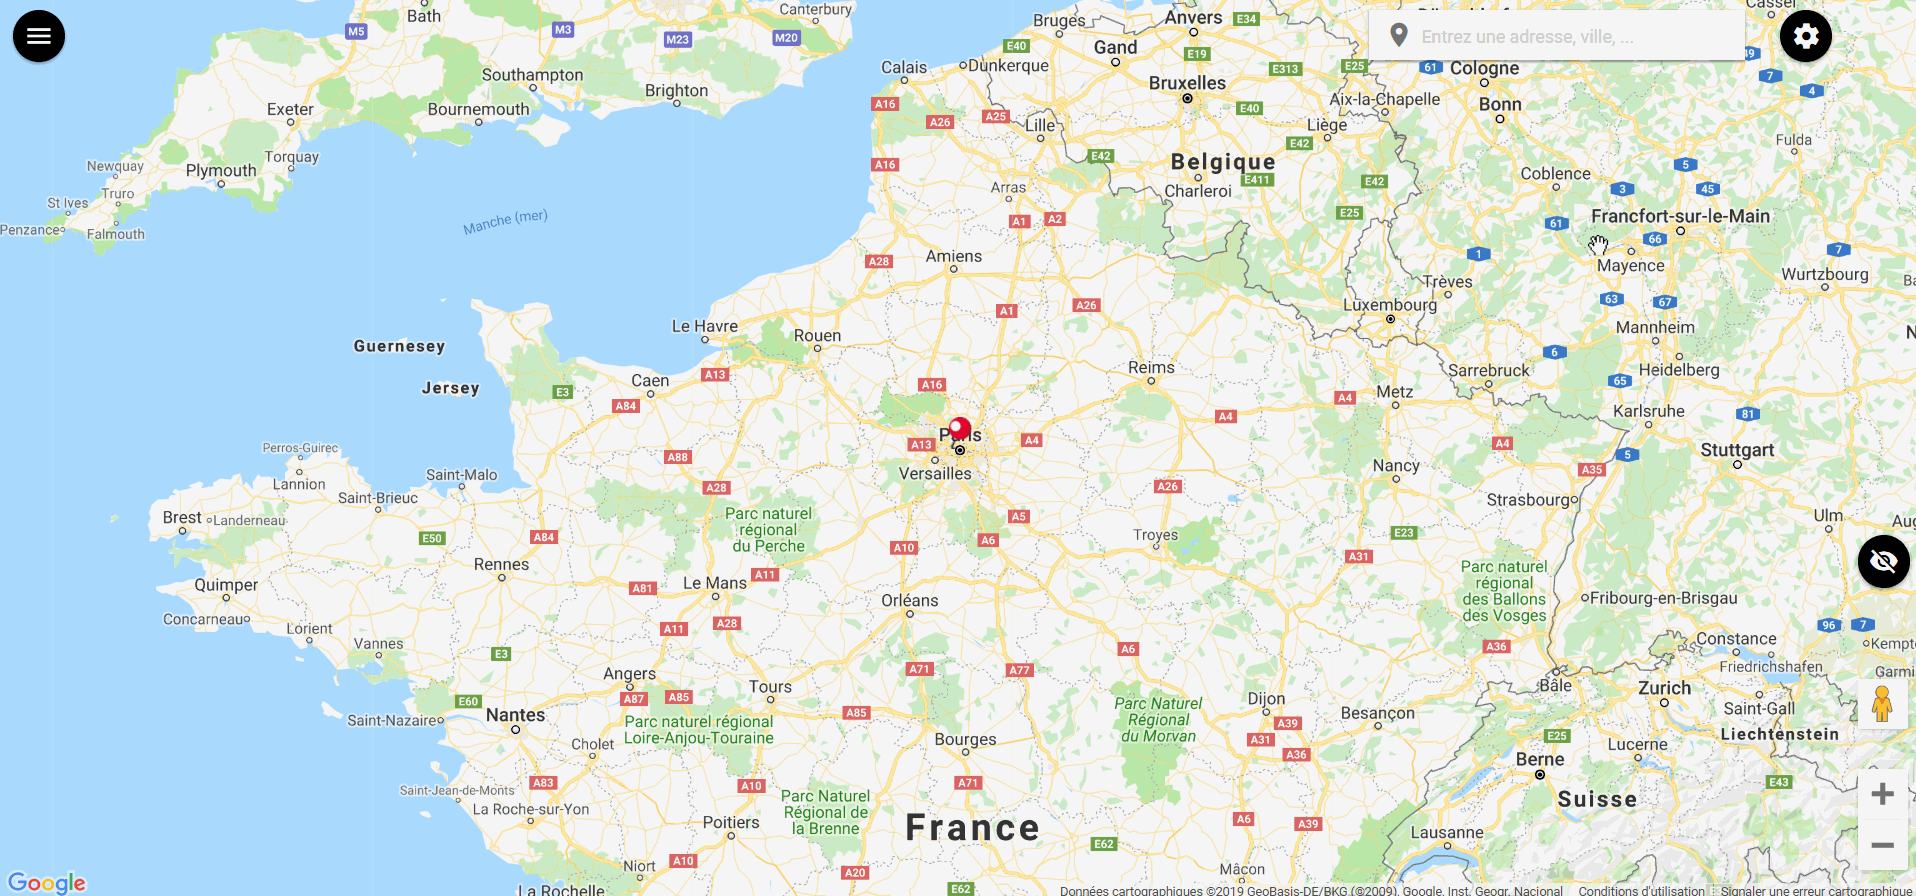 Bath
M5
M3
M23
M20
Canterbury
Bruges
Anvers
E34
Cassel
Entrez une adresse, ville, ...
E40
Gand
E19
Southampton
Calais
Dunkerque
E313
E25
61
Cologne
7
Bruxelles
4
Exeter
Bournemouth
Brighton
A16
A26
A25
Lille
E40
Aix-la-Chapelle
Bonn
Liège
Fulda
Newquay
Torquay
Plymouth
A16
E42
Belgique
E42
5
Truro
St Ives
Arras
Charleroi
E411
E42
Coblence
3
45
Penzance
Falmouth
Manche (mer)
A1
A2
E25
61
Francfort-sur-le-Main
66
7
Amiens
A28
1
Mayence
Wurtzbourg
Trèves
A1
A26
Luxembourg
63
67
Le Havre
Rouen
Mannheim
Guernesey
6
Jersey
Caen
A13
A16
Reims
Sarrebruck
65
Heidelberg
E3
A84
A4
Metz
A4
Karlsruhe
81
Perros-Guirec
A88
A13
A4
A4
5
Stuttgart
Versailles
Nancy
A35
Lannion
Saint-Malo
Saint-Brieuc
A28
A26
Strasbourg
Brest
Landerneau
Parc naturel
régional
du Perche
A5
Ulm
E50
A84
A10
A6
Troyes
E23
Rennes
A31
Quimper
A81
Le Mans
A11
Parc naturel
régional
des Ballons
des Vosges
Concarneau
Lorient
A11
A28
Orléans
Fribourg-en-Brisgau
96
7
Vannes
E3
A6
A36
Constance
Kempt
Friedrichshafen
Angers
A87
A85
Tours
A71
A77
Bâle
Zurich
Saint-Nazaire
E60
Nantes
Parc naturel régional
Loire-Anjou-Touraine
A85
Parc Naturel
Régional
du Morvan
Dijon
A39
Besançon
Saint-Gall
Cholet
Bourges
A31
A36
E25
Lucerne
Liechtenstein
Berne
Saint-Jean-de-Monts
A83
A10
A71
E43
La Roche-sur-Yon
Parc Naturel
Régional de
la Brenne
Suisse
Poitiers
France
A6
A39
Lausanne
E62
Niort
A10
A20
Mâcon
Google
La Rochelle
E62
Données cartographiques ©2019 GeoBasis-DE/BKG (©2009), Google, Inst. Geogr. Nacional
Conditions d'utilisation
Signaler une erreur cartographique